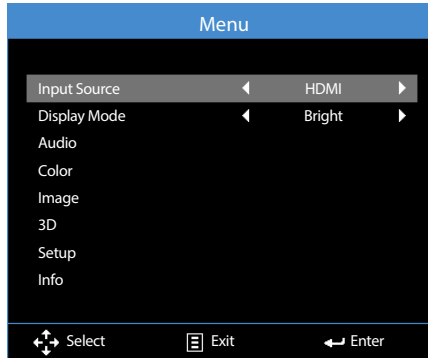 Menu
Input Source HDMI
Display Mode Bright
Audio
Color
Image
3D
Setup
Info
Select Exit Enter